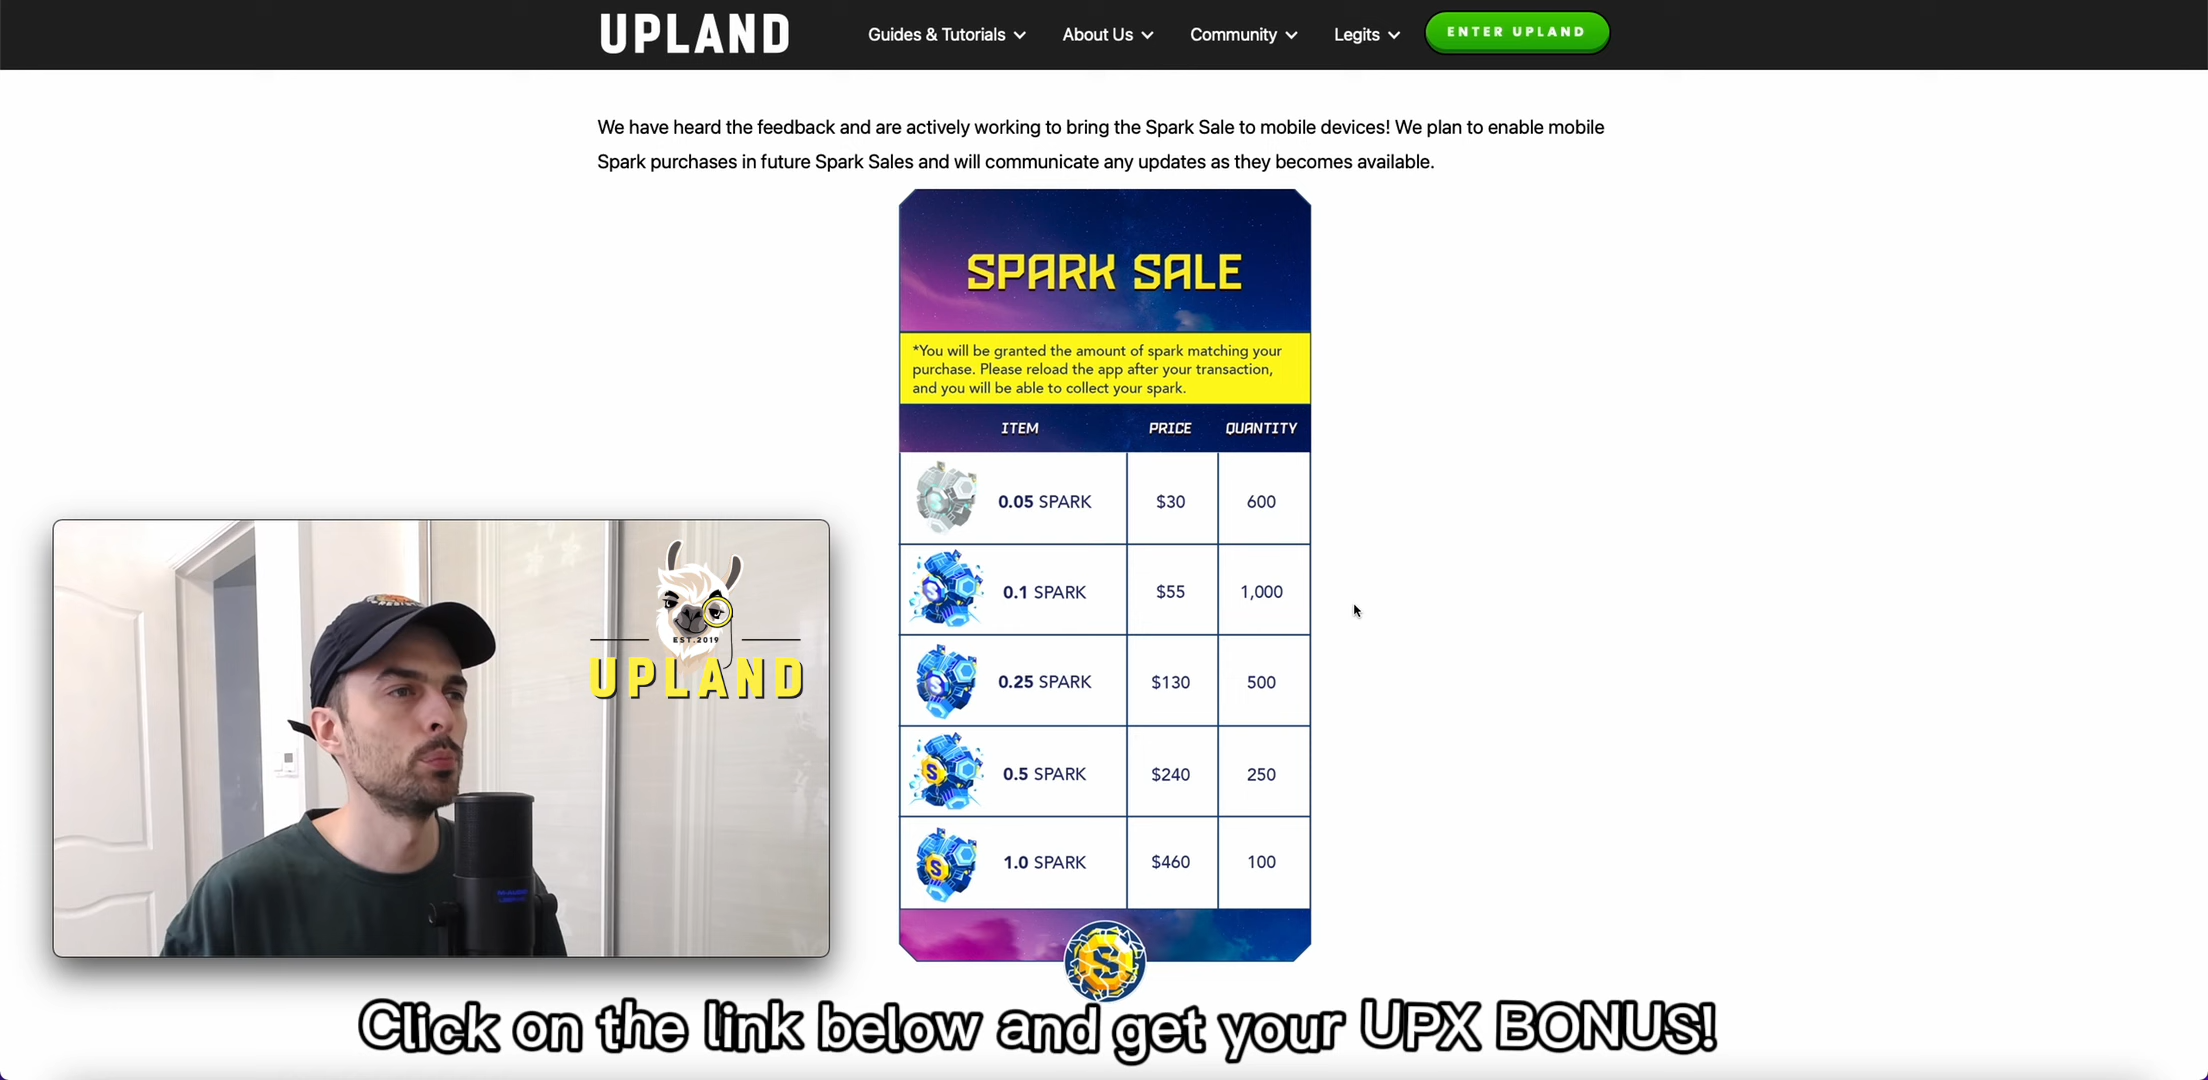 UPLAND
Guides & Tutorials
About Us
Community
Legits
ENTER UPLAND
We have heard the feedback and are actively working to bring the Spark Sale to mobile devices! We plan to enable mobile
Spark purchases in future Spark Sales and will communicate any updates as they becomes available.
SPARK SALE
*You will be granted the amount of spark matching your
purchase. Please reload the app after your transaction,
and you will be able to collect your spark.
ITEM PRICE QUANTITY
0.05 SPARK $30 600
0.1 SPARK $55 1,000
0.25 SPARK $130 500
0.5 SPARK $240 250
1.0 SPARK $460 100
EST.2019
UPLAND
Click on the link below and get your UPX BONUS!